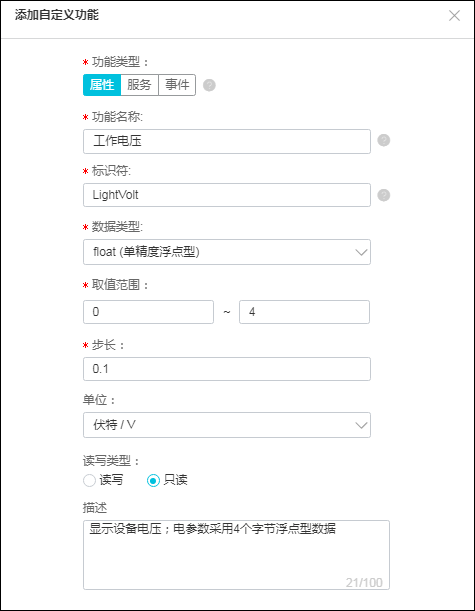 添加自定义功能
* 功能类型：
属性 服务 事件 ?
* 功能名称:
工作电压 ?
* 标识符:
LightVolt ?
* 数据类型:
float (单精度浮点型)
* 取值范围：
0 ~ 4
* 步长：
0.1
单位：
伏特 / V
读写类型：
读写 只读
描述
显示设备电压；电参数采用4个字节浮点型数据
21/100